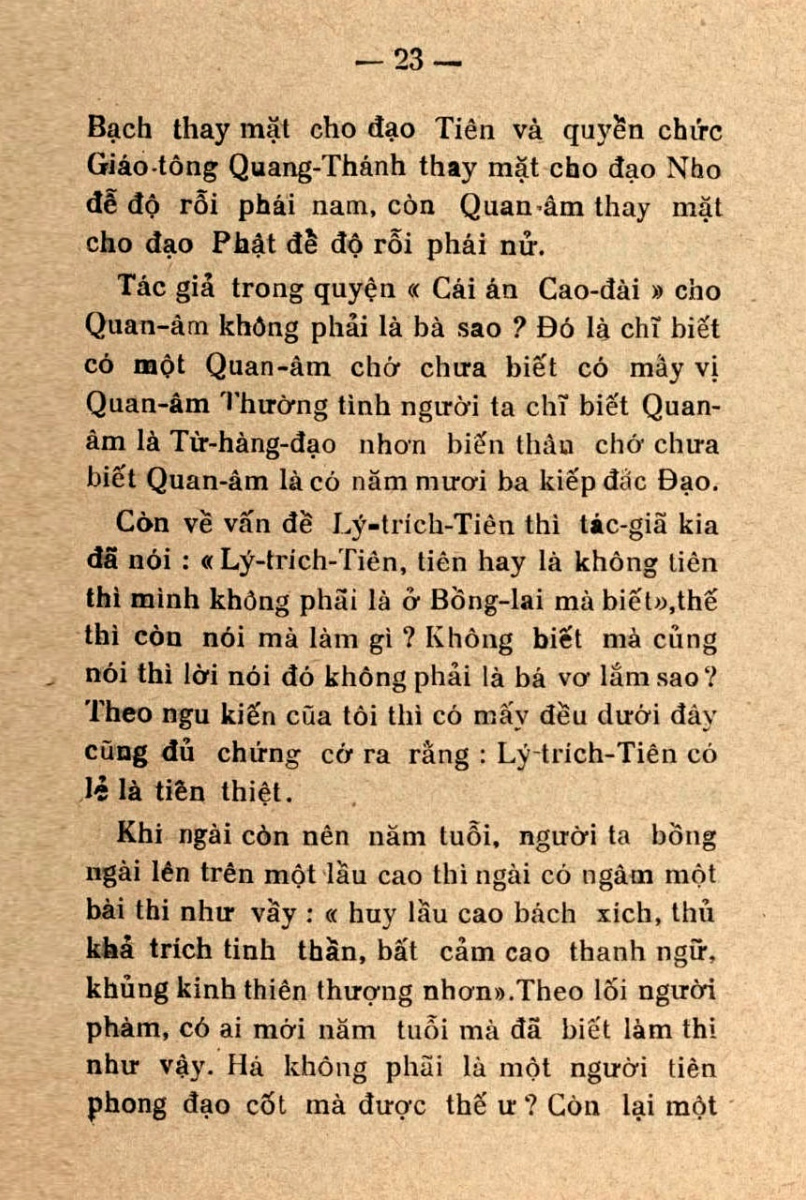 — 23 —
Bạch thay mặt cho đạo Tiên và quyền chức
Giáo-tông Quang-Thánh thay mặt cho đạo Nho
đễ độ rỗi phái nam, còn Quan-âm thay mặt
cho đạo Phật đề độ rỗi phái nử.
Tác giả trong quyện « Cái án Cao-đài » cho
Quan-âm không phải là bà sao ? Đó là chĩ biết
có một Quan-âm chớ chưa biết có mấy vị
Quan-âm Thường tình người ta chĩ biết Quan-
âm là Từ-hàng-đạo nhơn biến thân chớ chưa
biết Quan-âm là có năm mươi ba kiếp đắc Đạo.
Còn về vấn đề Lý-trích-Tiên thì tác-giã kia
đã nói : « Lý-trích-Tiên, tiên hay là không tiên
thì mình không phãi là ở Bồng-lai mà biết»,thế
thì còn nói mà làm gì ? Không biết mà củng
nói thì lời nói đó không phải là bá vơ lắm sao ?
Theo ngu kiến cũa tôi thì có mấy đều dưới đây
cũng đủ chứng cớ ra rằng : Lý-trích-Tiên có
lẻ là tiên thiệt.
Khi ngài còn nên năm tuỗi, người ta bồng
ngài lên trên một lầu cao thì ngài có ngâm một
bài thi như vầy : « huy lầu cao bách xích, thủ
khả trích tinh thần, bất cảm cao thanh ngữ,
khủng kinh thiên thượng nhơn».Theo lối người
phàm, có ai mới năm tuổi mà đã biết làm thi
như vậy. Há không phãi là một người tiên
phong đạo cốt mà được thế ư ? Còn lại một